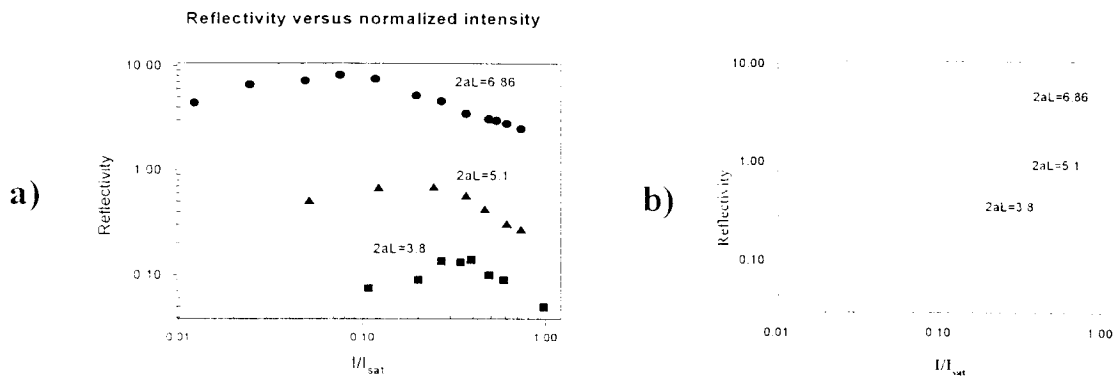 Reflectivity versus normalized intensity
a)
Reflectivity
10 00
1.00
0.10
2aL=6.86
2aL=5.1
2aL=3.8
0.01
0.10
1.00
I/Isat
b)
Reflectivity
10 00
1.00
0.10
2aL=6.86
2aL=5.1
2aL=3.8
0.01
0.10
1.00
I/Isat